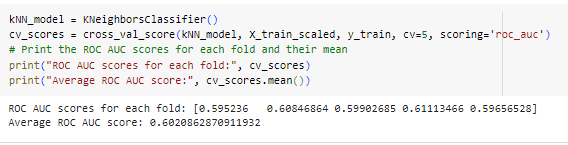 kNN_model = KNeighborsClassifier()
cv_scores = cross_val_score(kNN_model, X_train_scaled, y_train, cv=5, scoring='roc_auc')
# Print the ROC AUC scores for each fold and their mean
print("ROC AUC scores for each fold:", cv_scores)
print("Average ROC AUC score:", cv_scores.mean())
ROC AUC scores for each fold: [0.595236   0.60846864 0.59902685 0.61113466 0.59656528]
Average ROC AUC score: 0.6020862870911932